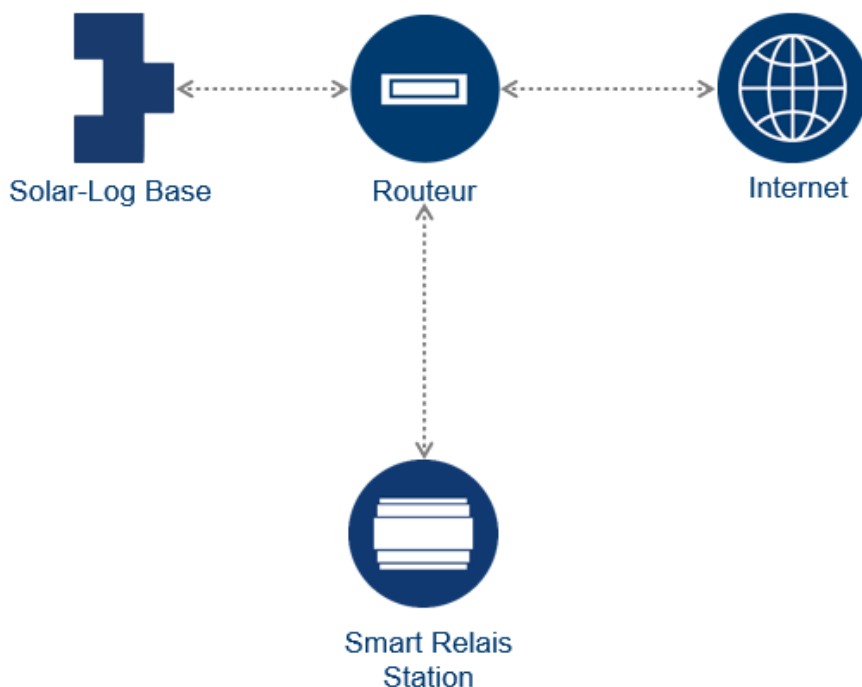 Solar-Log Base
Routeur
Internet
Smart Relais
Station